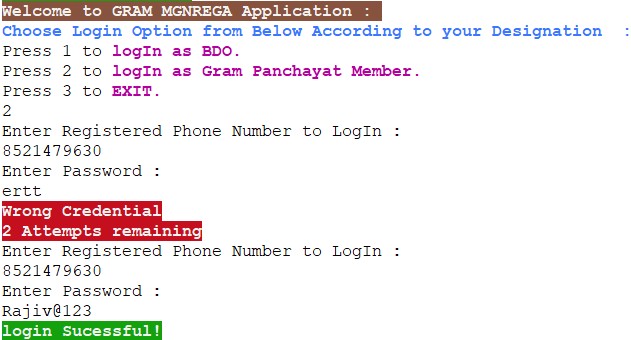 Welcome to GRAM MGNREGA Application :
Choose Login Option from Below According to your Designation  :
Press 1 to logIn as BDO.
Press 2 to logIn as Gram Panchayat Member.
Press 3 to EXIT.
2
Enter Registered Phone Number to LogIn :
8521479630
Enter Password :
ertt
Wrong Credential
2 Attempts remaining
Enter Registered Phone Number to LogIn :
8521479630
Enter Password :
Rajiv@123
login Sucessful!